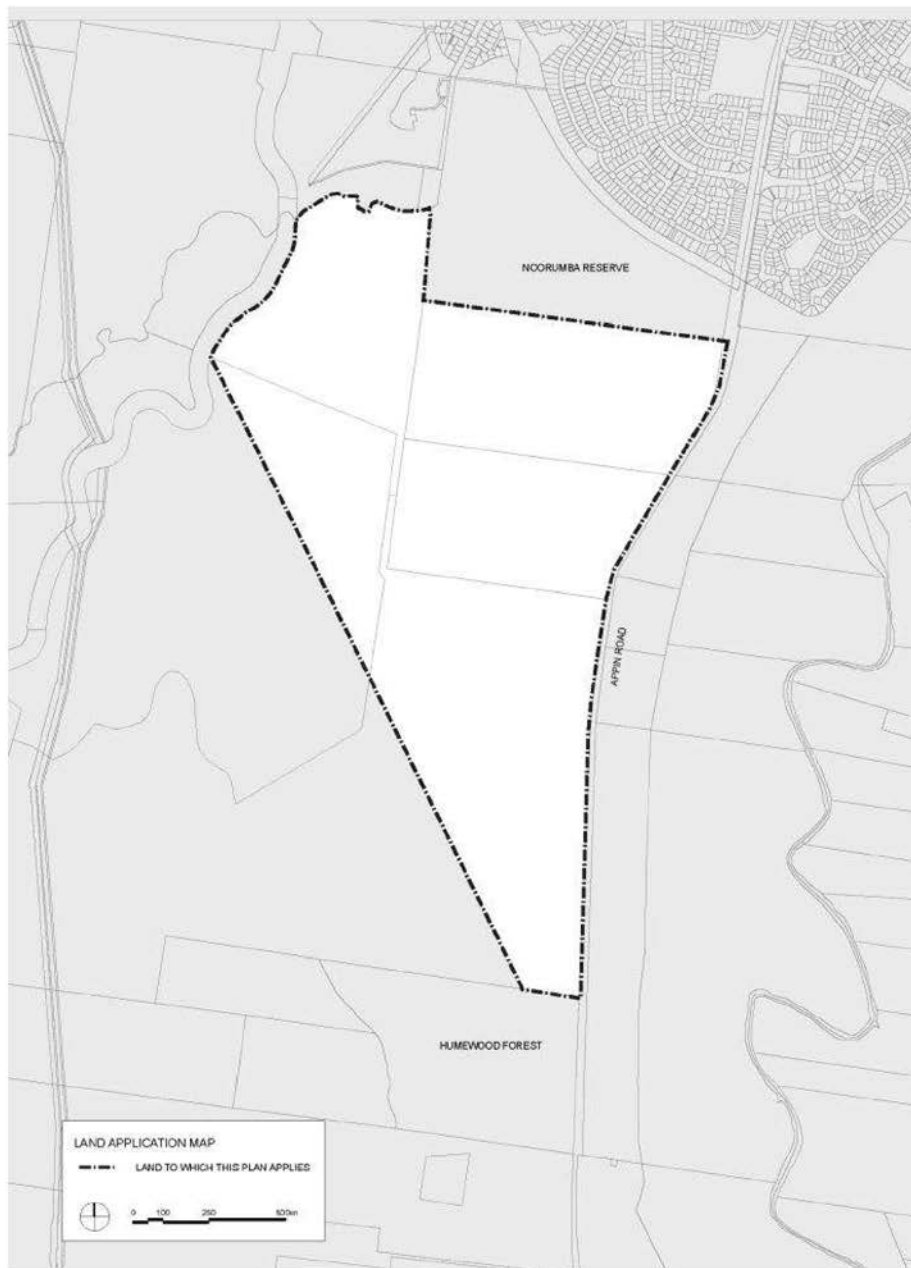 NOORUMBA RESERVE
APPIN ROAD
HUMEWOOD FOREST
LAND APPLICATION MAP
LAND TO WHICH THIS PLAN APPLIES
0 100 250 500m